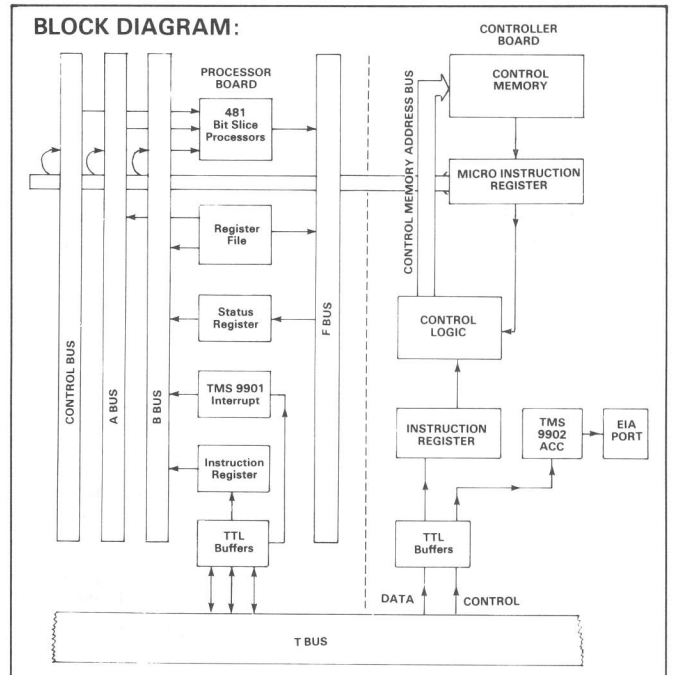 BLOCK DIAGRAM:
PROCESSOR
BOARD
481
Bit Slice
Processors
Register
File
Status
Register
TMS 9901
Interrupt
Instruction
Register
TTL
Buffers
CONTROL BUS
A BUS
B BUS
F BUS
CONTROLLER
BOARD
CONTROL
MEMORY
CONTROL MEMORY ADDRESS BUS
MICRO INSTRUCTION
REGISTER
CONTROL
LOGIC
INSTRUCTION
REGISTER
TMS
9902
ACC
EIA
PORT
TTL
Buffers
DATA
CONTROL
T BUS